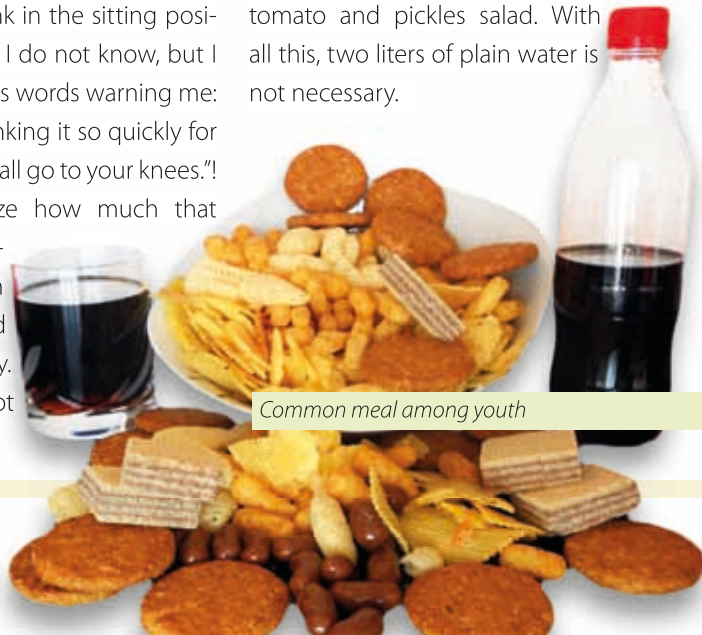 nk in the sitting posi-
I do not know, but I
s words warning me:
nking it so quickly for
all go to your knees."!
ze how much that
-
n
d
y.
ot
tomato and pickles salad. With
all this, two liters of plain water is
not necessary.
Common meal among youth